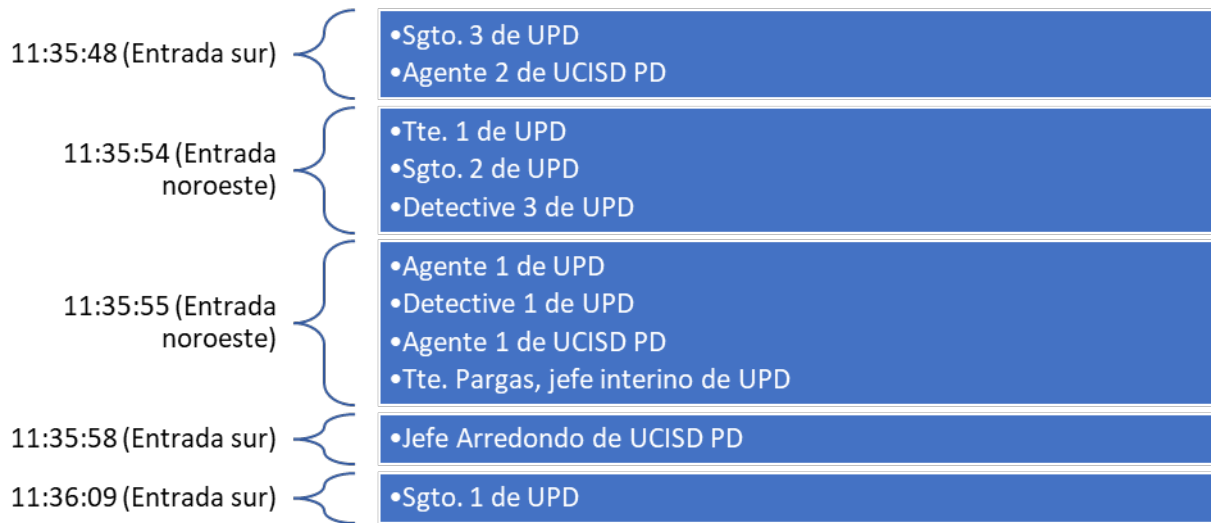 11:35:48 (Entrada sur)
•Sgto. 3 de UPD
•Agente 2 de UCISD PD
11:35:54 (Entrada
noroeste)
•Tte. 1 de UPD
•Sgto. 2 de UPD
•Detective 3 de UPD
11:35:55 (Entrada
noroeste)
•Agente 1 de UPD
•Detective 1 de UPD
•Agente 1 de UCISD PD
•Tte. Pargas, jefe interino de UPD
11:35:58 (Entrada sur)
•Jefe Arredondo de UCISD PD
11:36:09 (Entrada sur)
•Sgto. 1 de UPD